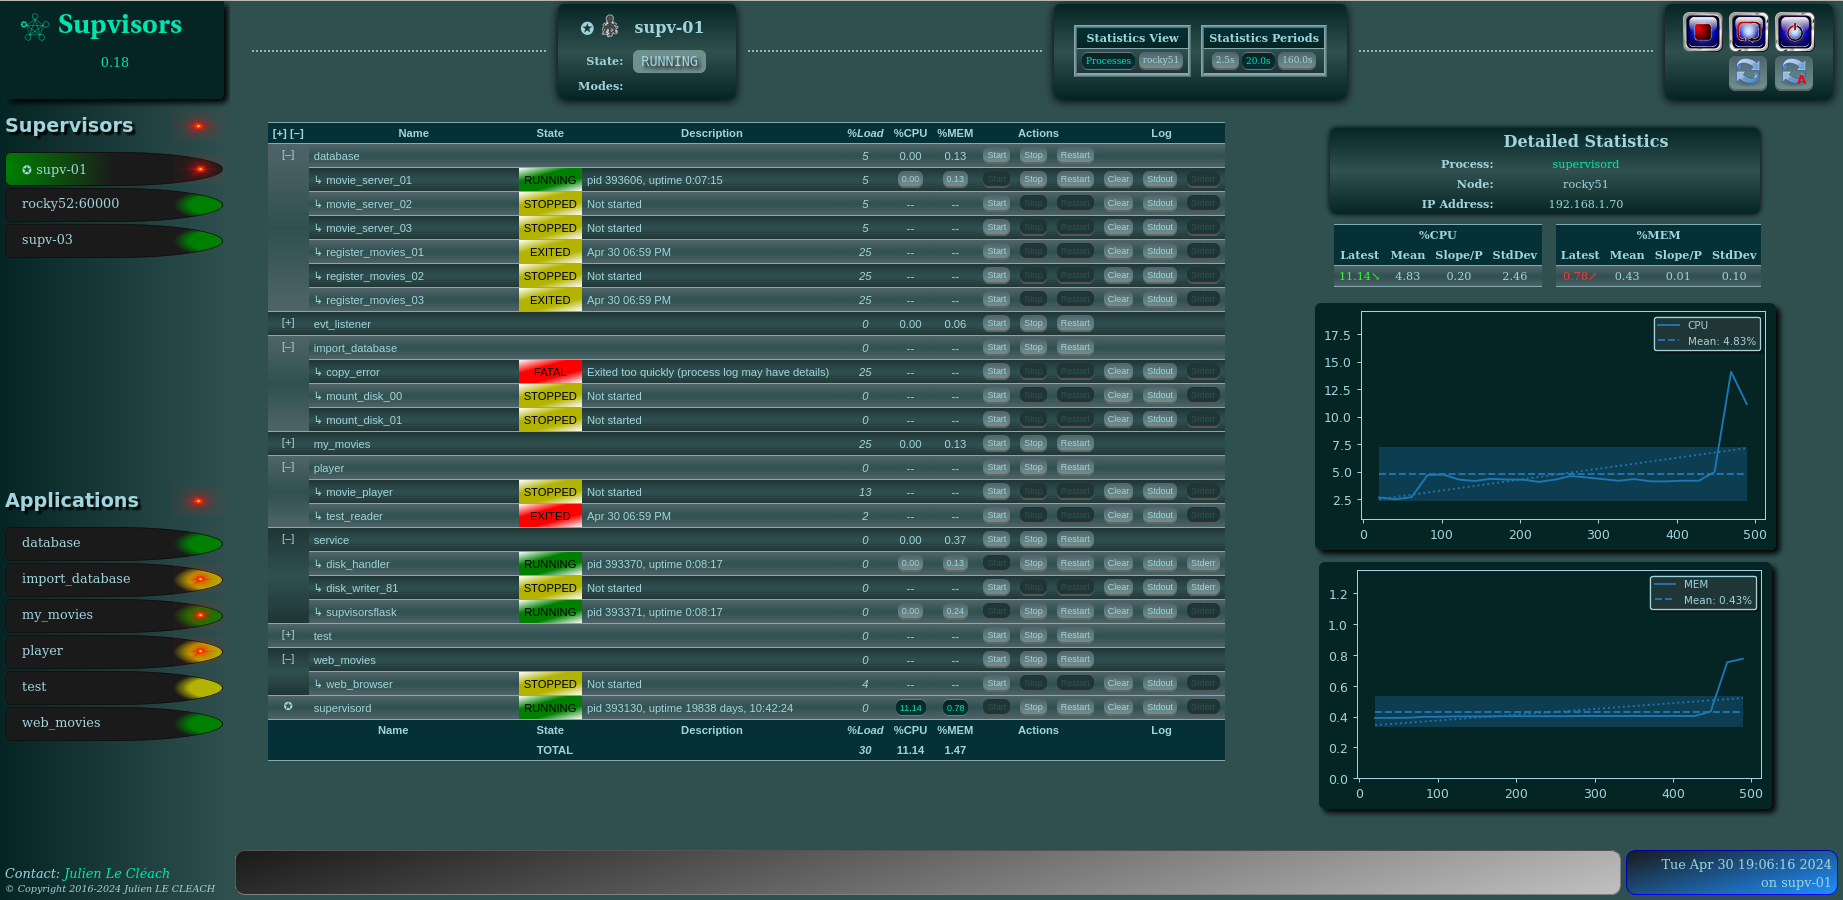 Supvisors
0.18
supv-01
State: RUNNING
Modes:
Statistics View
Processes rocky51
Statistics Periods
2.5s 20.0s 160.0s
A
Supervisors
✪ supv-01
rocky52:60000
supv-03
Applications
database
import_database
my_movies
player
test
web_movies
Contact: Julien Le Cléach
© Copyright 2016-2024 Julien LE CLEACH
[+] [–] Name State Description %Load %CPU %MEM Actions Log
[–] database 5 0.00 0.13 Start Stop Restart
↳ movie_server_01 RUNNING pid 393606, uptime 0:07:15 5 0.00 0.13 Start Stop Restart Clear Stdout Stderr
↳ movie_server_02 STOPPED Not started 5 -- -- Start Stop Restart Clear Stdout Stderr
↳ movie_server_03 STOPPED Not started 5 -- -- Start Stop Restart Clear Stdout Stderr
↳ register_movies_01 EXITED Apr 30 06:59 PM 25 -- -- Start Stop Restart Clear Stdout Stderr
↳ register_movies_02 STOPPED Not started 25 -- -- Start Stop Restart Clear Stdout Stderr
↳ register_movies_03 EXITED Apr 30 06:59 PM 25 -- -- Start Stop Restart Clear Stdout Stderr
[+] evt_listener 0 0.00 0.06 Start Stop Restart
[–] import_database 0 -- -- Start Stop Restart
↳ copy_error FATAL Exited too quickly (process log may have details) 25 -- -- Start Stop Restart Clear Stdout Stderr
↳ mount_disk_00 STOPPED Not started 0 -- -- Start Stop Restart Clear Stdout Stderr
↳ mount_disk_01 STOPPED Not started 0 -- -- Start Stop Restart Clear Stdout Stderr
[+] my_movies 25 0.00 0.13 Start Stop Restart
[–] player 0 -- -- Start Stop Restart
↳ movie_player STOPPED Not started 13 -- -- Start Stop Restart Clear Stdout Stderr
↳ test_reader EXITED Apr 30 06:59 PM 2 -- -- Start Stop Restart Clear Stdout Stderr
[–] service 0 0.00 0.37 Start Stop Restart
↳ disk_handler RUNNING pid 393370, uptime 0:08:17 0 0.00 0.13 Start Stop Restart Clear Stdout Stderr
↳ disk_writer_81 STOPPED Not started 0 -- -- Start Stop Restart Clear Stdout Stderr
↳ supvisorsflask RUNNING pid 393371, uptime 0:08:17 0 0.00 0.24 Start Stop Restart Clear Stdout Stderr
[+] test 0 -- -- Start Stop Restart
[–] web_movies 0 -- -- Start Stop Restart
↳ web_browser STOPPED Not started 4 -- -- Start Stop Restart Clear Stdout Stderr
✪ supervisord RUNNING pid 393130, uptime 19838 days, 10:42:24 0 11.14 0.78 Start Stop Restart Clear Stdout Stderr
Name State Description %Load %CPU %MEM Actions Log
TOTAL 30 11.14 1.47
Detailed Statistics
Process: supervisord
Node: rocky51
IP Address: 192.168.1.70
%CPU
Latest Mean Slope/P StdDev
11.14↘ 4.83 0.20 2.46
%MEM
Latest Mean Slope/P StdDev
0.78↗ 0.43 0.01 0.10
CPU
Mean: 4.83%
17.5
15.0
12.5
10.0
7.5
5.0
2.5
0 100 200 300 400 500
MEM
Mean: 0.43%
1.2
1.0
0.8
0.6
0.4
0.2
0.0
0 100 200 300 400 500
Tue Apr 30 19:06:16 2024
on supv-01